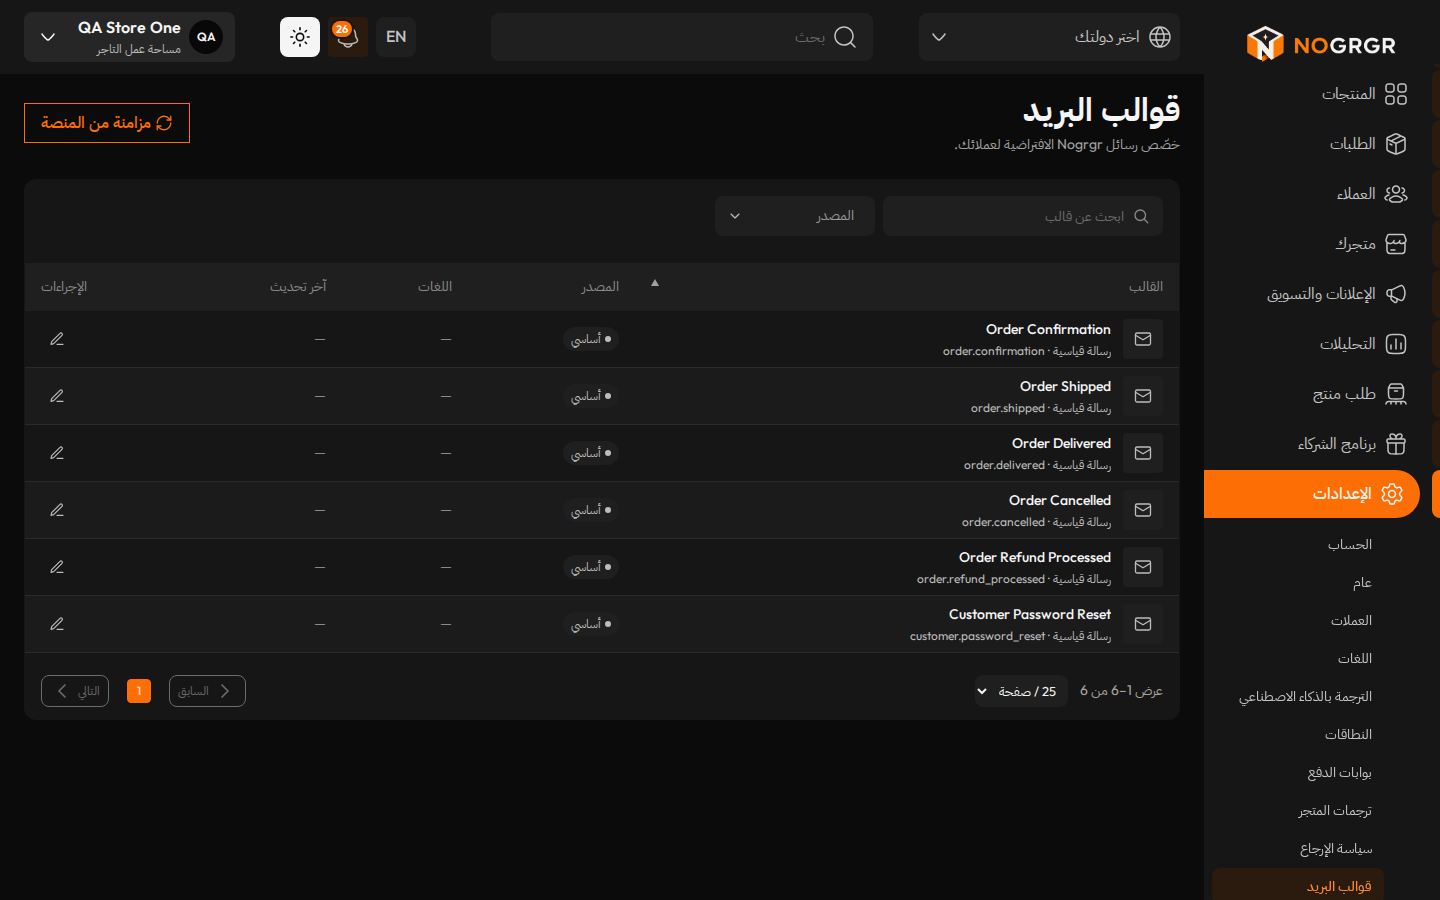 NOGRGR
المنتجات
الطلبات
العملاء
متجرك
الإعلانات والتسويق
التحليلات
طلب منتج
برنامج الشركاء
الإعدادات
الحساب
عام
العملات
اللغات
الترجمة بالذكاء الاصطناعي
النطاقات
بوابات الدفع
ترجمات المتجر
سياسة الإرجاع
قوالب البريد
اختر دولتك
بحث
EN
26
QA
QA Store One
مساحة عمل التاجر
قوالب البريد
خصّص رسائل Nogrgr الافتراضية لعملائك.
مزامنة من المنصة
ابحث عن قالب
المصدر
القالب ▲ المصدر اللغات آخر تحديث الإجراءات
Order Confirmation
رسالة قياسية · order.confirmation
أساسي — —
Order Shipped
رسالة قياسية · order.shipped
أساسي — —
Order Delivered
رسالة قياسية · order.delivered
أساسي — —
Order Cancelled
رسالة قياسية · order.cancelled
أساسي — —
Order Refund Processed
رسالة قياسية · order.refund_processed
أساسي — —
Customer Password Reset
رسالة قياسية · customer.password_reset
أساسي — —
عرض 1–6 من 6
25 / صفحة
السابق
1
التالي